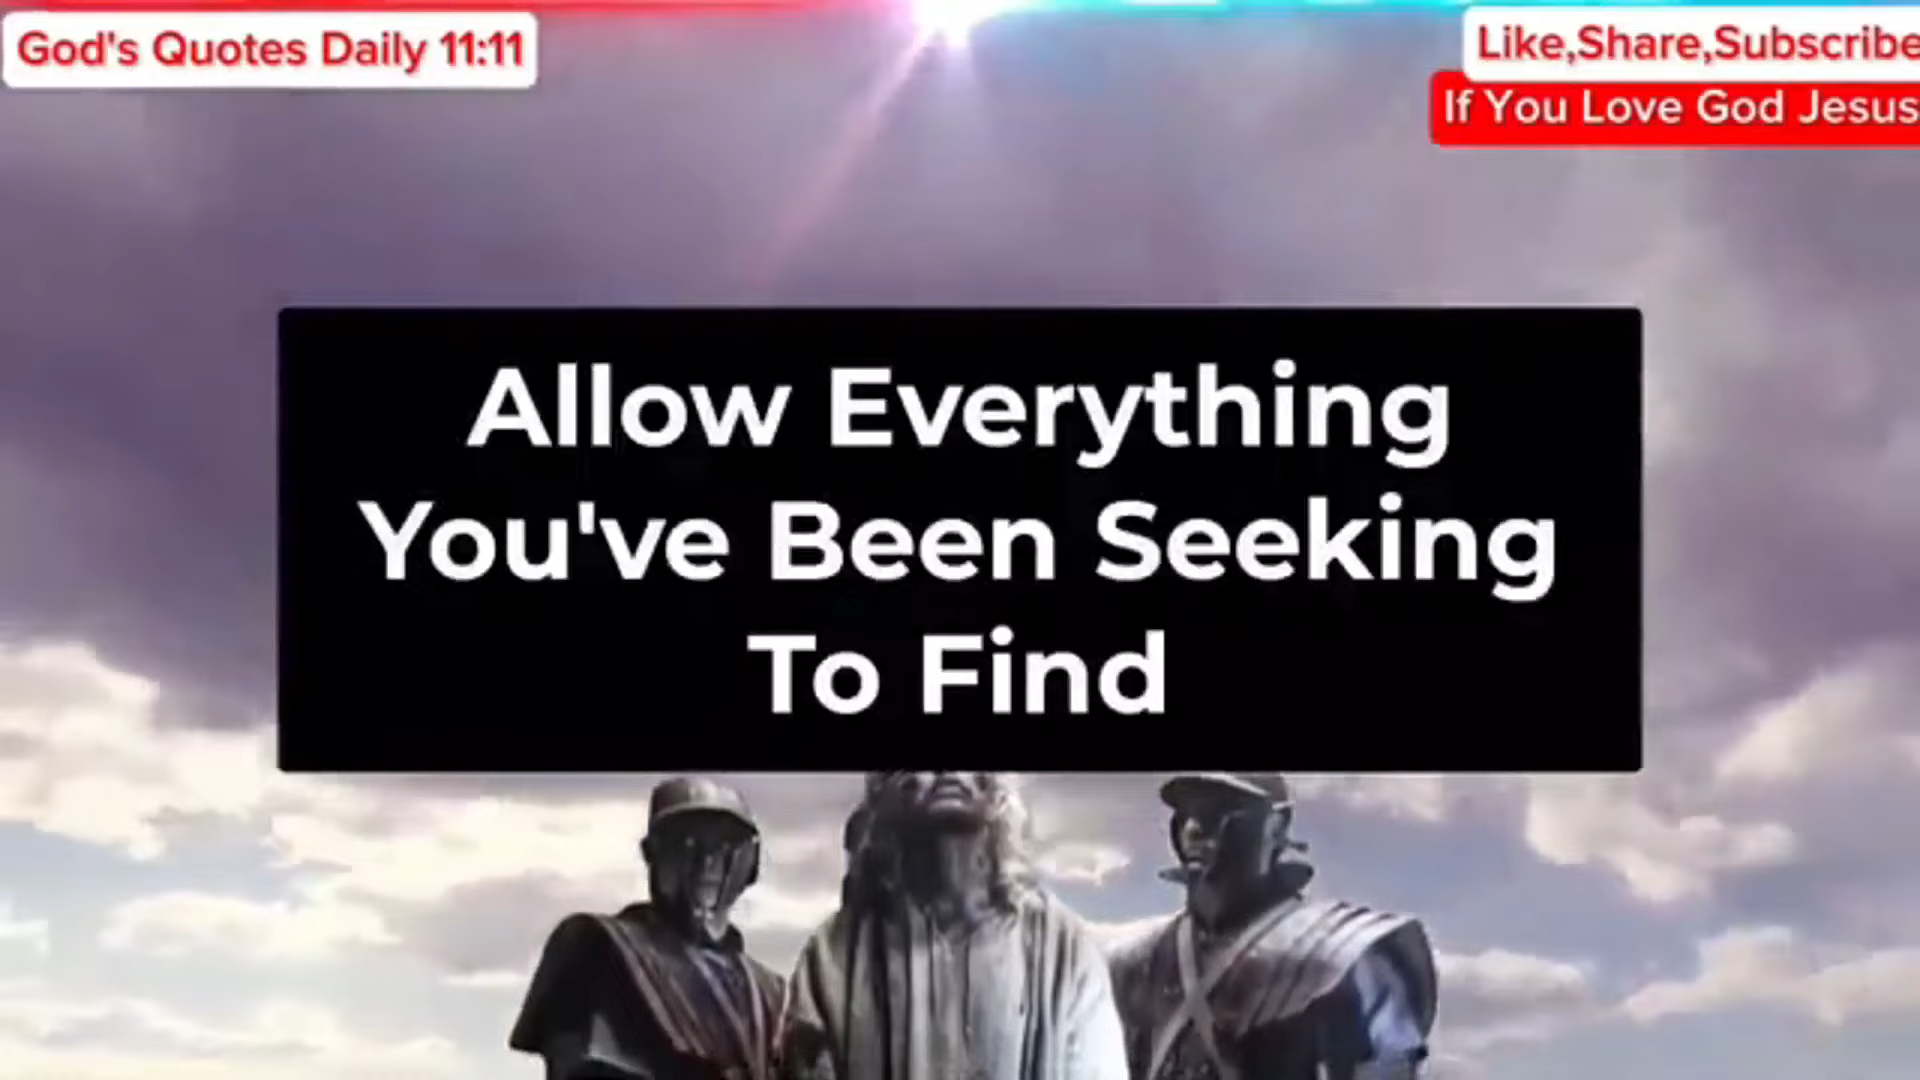 God's Quotes Daily 11:11
Like,Share,Subscribe
If You Love God Jesus
Allow Everything
You've Been Seeking
To Find